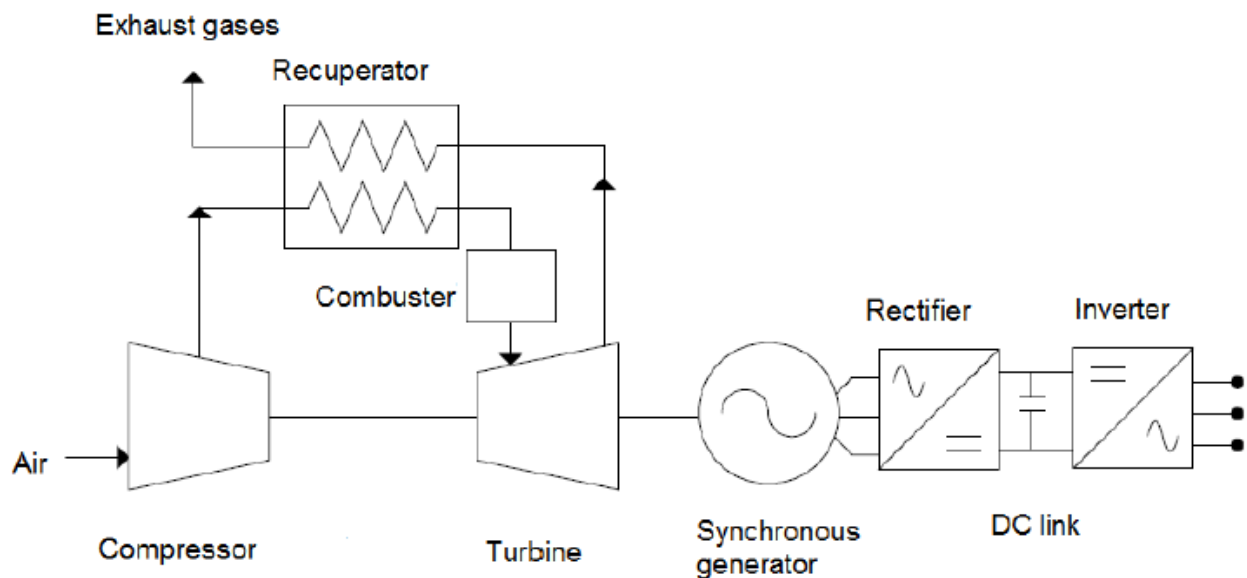 Exhaust gases
Recuperator
Combuster
Rectifier
Inverter
Air
Compressor
Turbine
Synchronous
generator
DC link